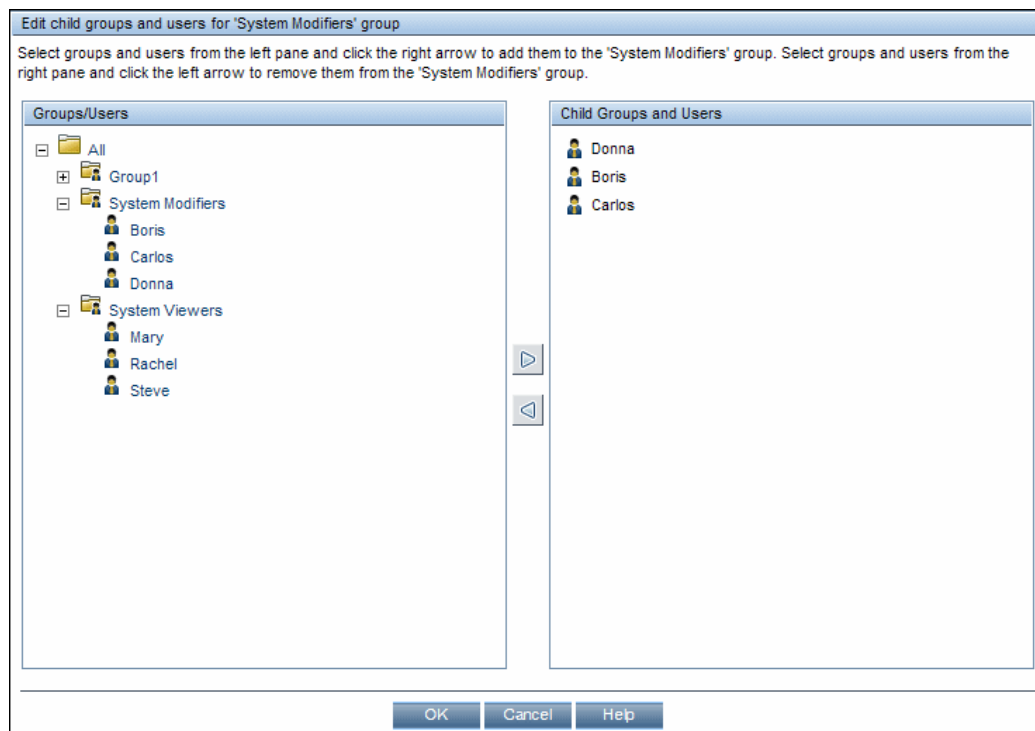 Edit child groups and users for 'System Modifiers' group
Select groups and users from the left pane and click the right arrow to add them to the 'System Modifiers' group. Select groups and users from the
right pane and click the left arrow to remove them from the 'System Modifiers' group.
Groups/Users
All
Group1
System Modifiers
Boris
Carlos
Donna
System Viewers
Mary
Rachel
Steve
Child Groups and Users
Donna
Boris
Carlos
OK
Cancel
Help